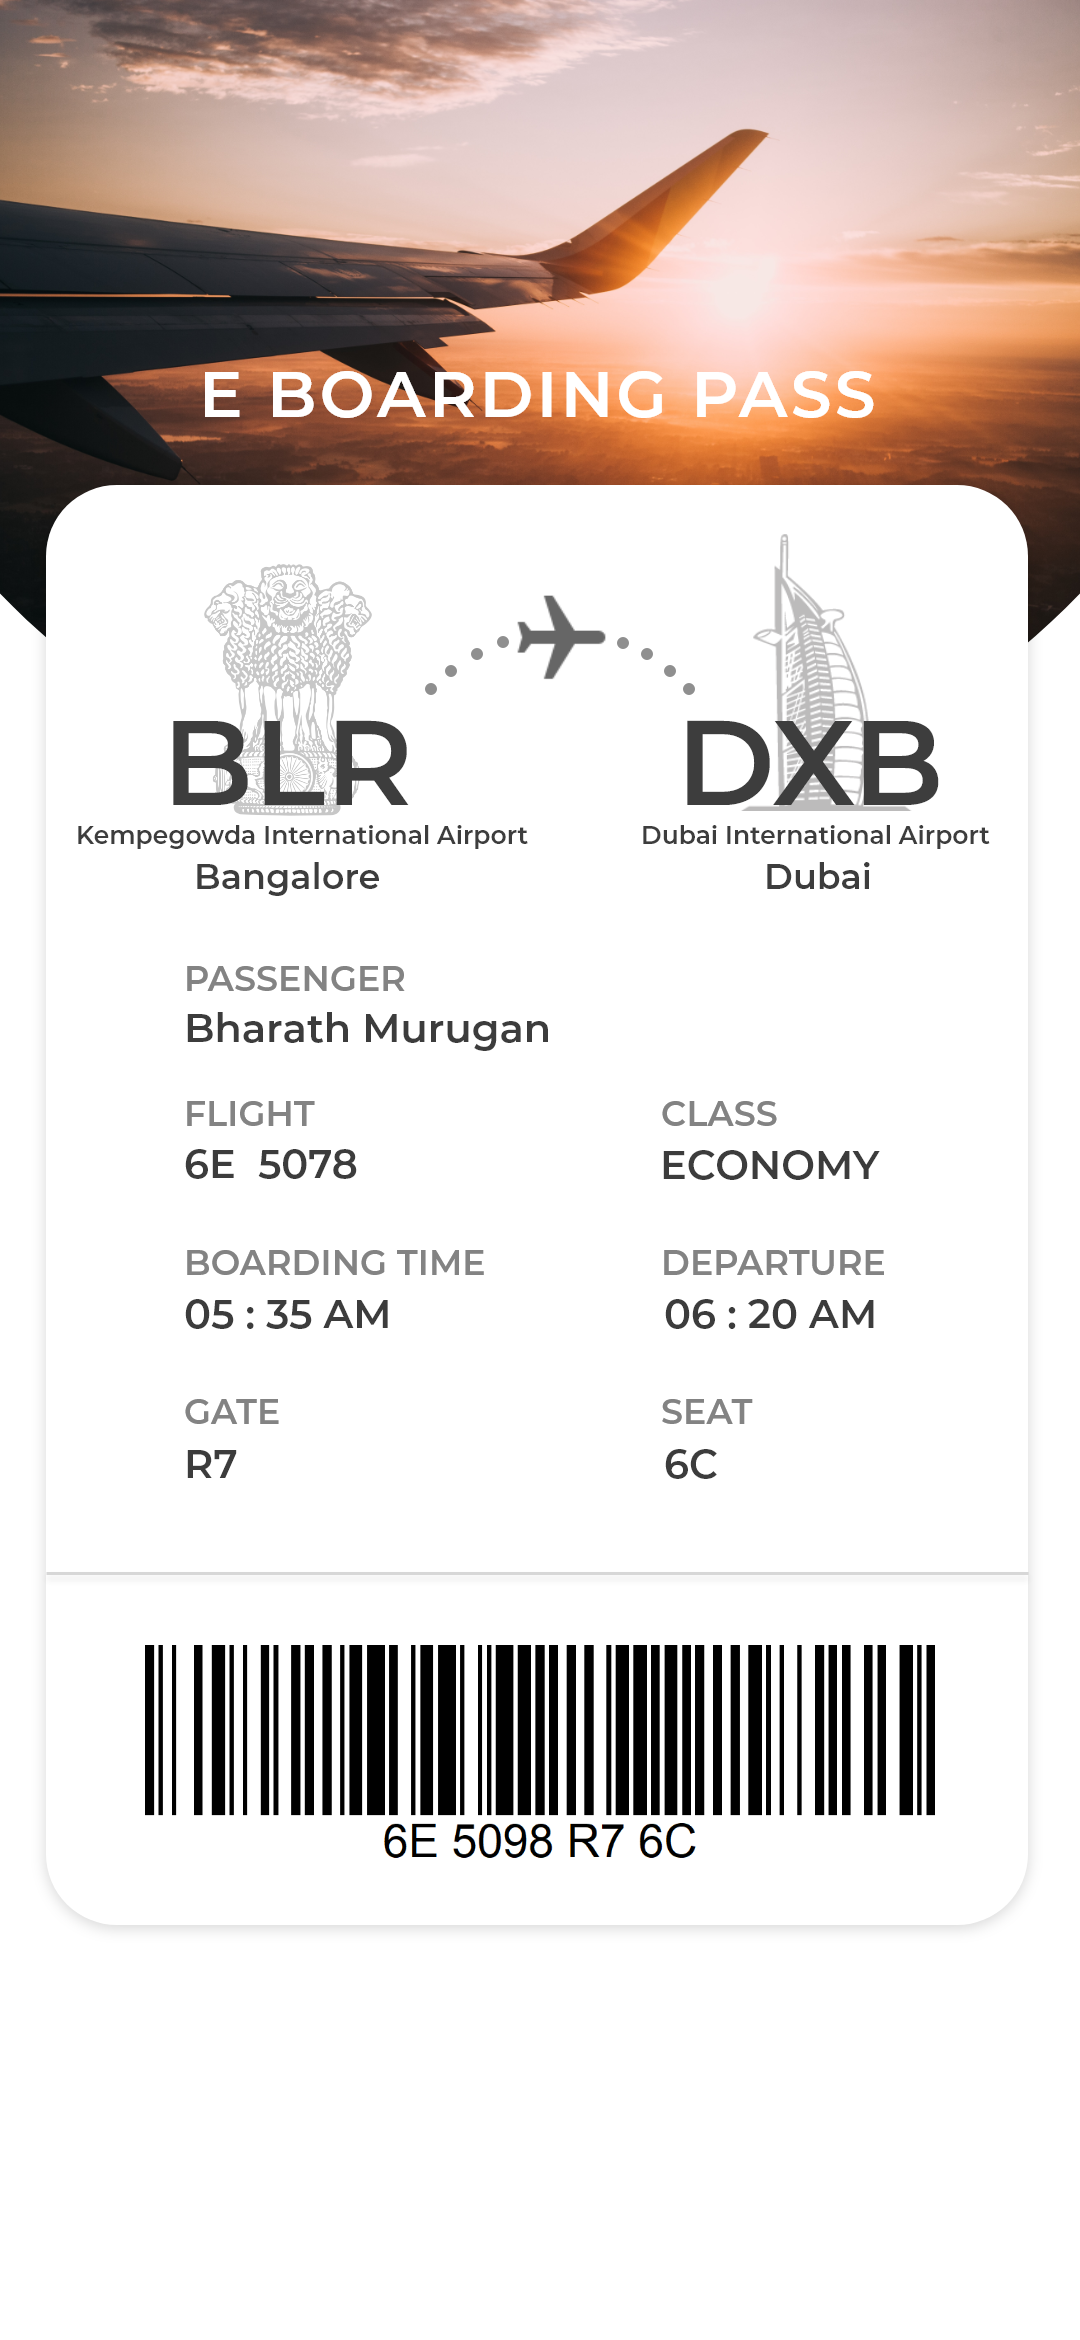 E BOARDING PASS
BLR
DXB
Kempegowda International Airport
Dubai International Airport
Bangalore
Dubai
PASSENGER
Bharath Murugan
FLIGHT
CLASS
6E  5078
ECONOMY
BOARDING TIME
DEPARTURE
05 : 35 AM
06 : 20 AM
GATE
SEAT
R7
6C
6E 5098 R7 6C